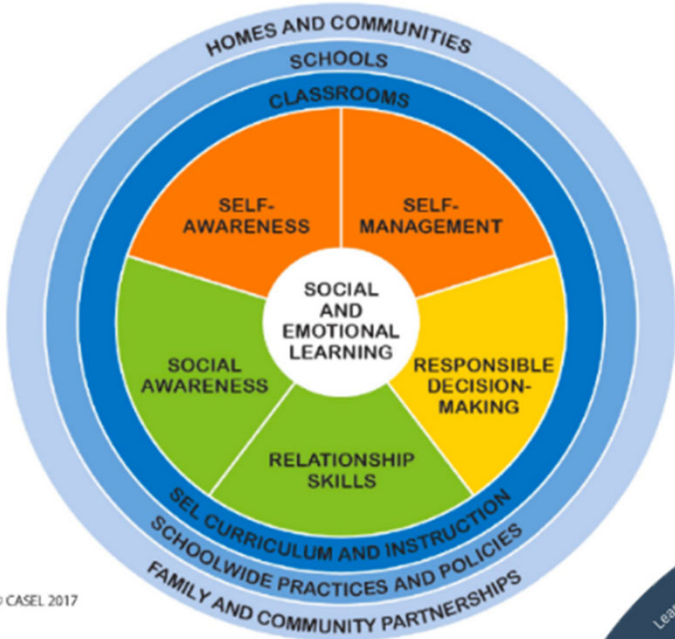 HOMES AND COMMUNITIES
SCHOOLS
CLASSROOMS
SELF-
AWARENESS
SELF-
MANAGEMENT
SOCIAL
AND
EMOTIONAL
LEARNING
SOCIAL
AWARENESS
RESPONSIBLE
DECISION-
MAKING
RELATIONSHIP
SKILLS
SEL CURRICULUM AND INSTRUCTION
SCHOOLWIDE PRACTICES AND POLICIES
FAMILY AND COMMUNITY PARTNERSHIPS
© CASEL 2017